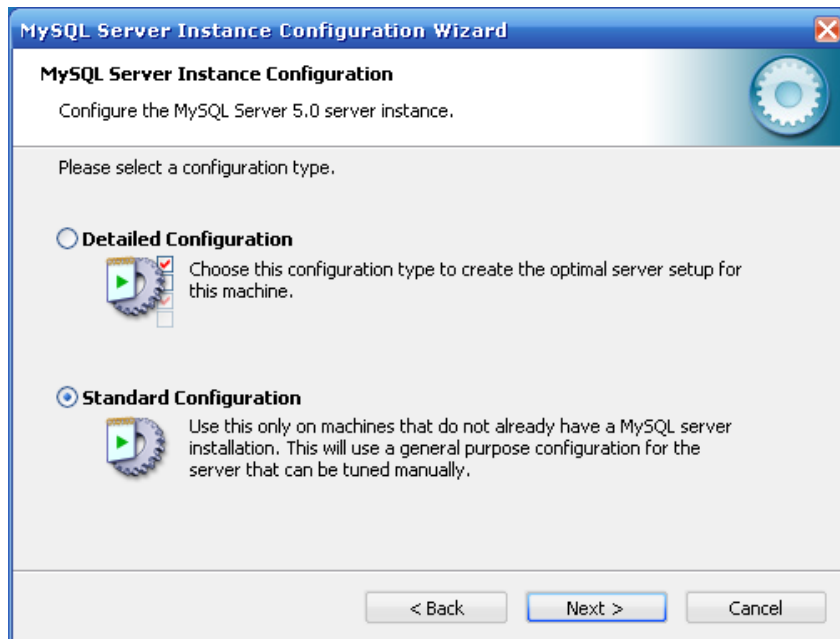 MySQL Server Instance Configuration Wizard
MySQL Server Instance Configuration
Configure the MySQL Server 5.0 server instance.
Please select a configuration type.
Detailed Configuration
Choose this configuration type to create the optimal server setup for
this machine.
Standard Configuration
Use this only on machines that do not already have a MySQL server
installation. This will use a general purpose configuration for the
server that can be tuned manually.
< Back Next > Cancel